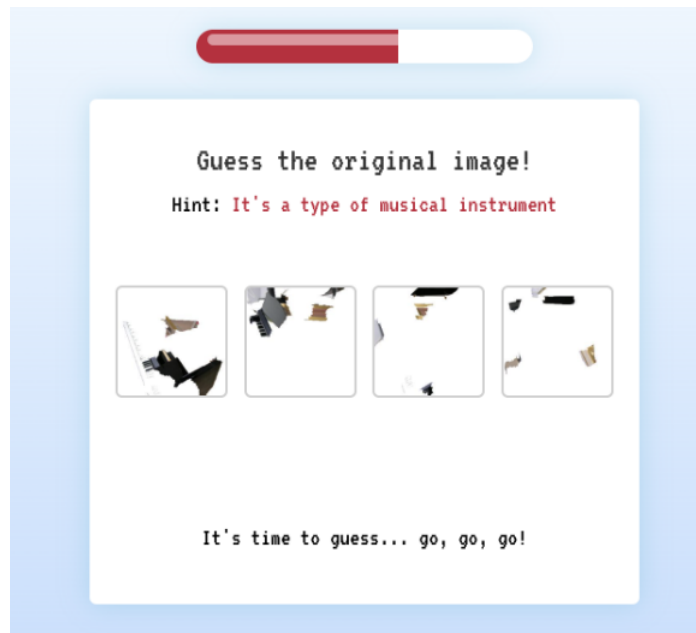 Guess the original image!
Hint: It's a type of musical instrument
It's time to guess... go, go, go!